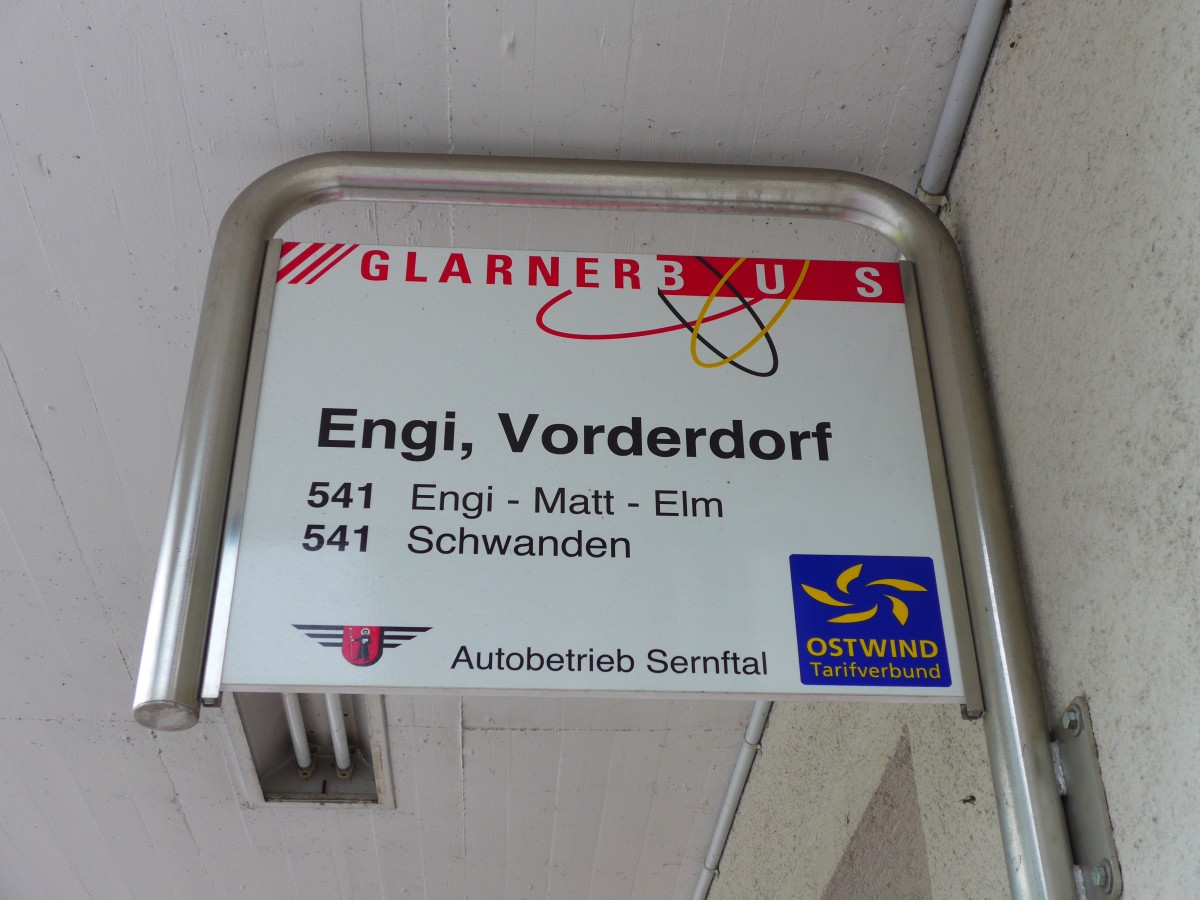 GLARNERBUS
Engi, Vorderdorf
541 Engi - Matt - Elm
541 Schwanden
Autobetrieb Sernftal
OSTWIND
Tarifverbund